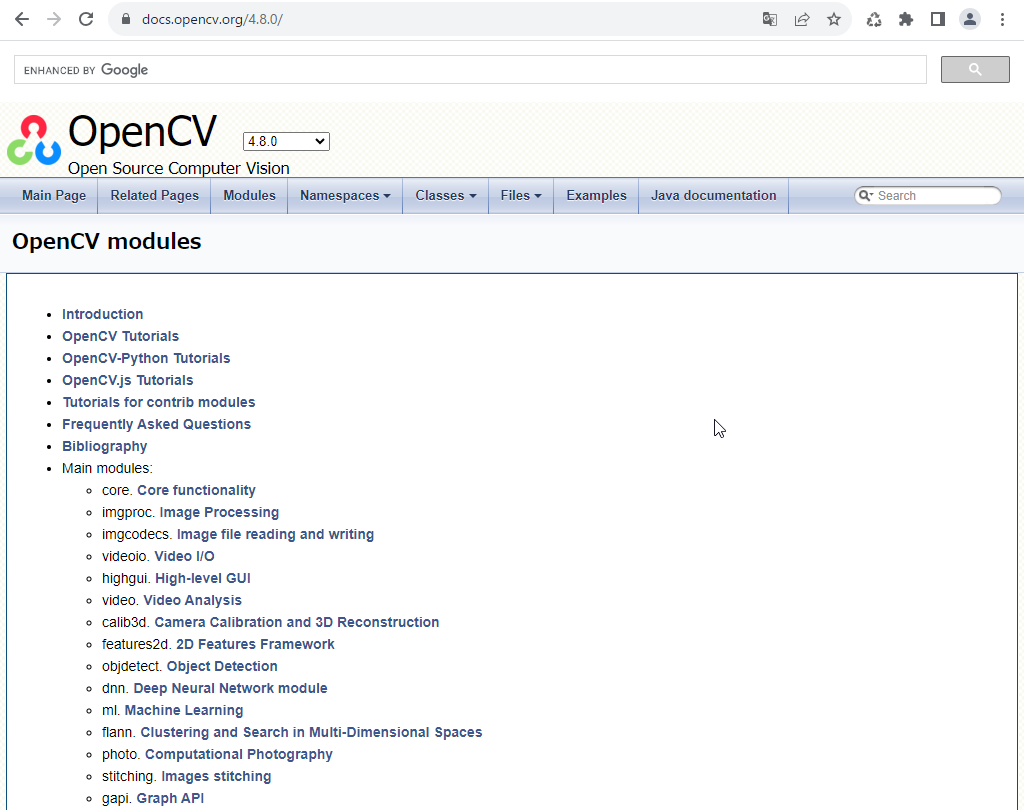 docs.opencv.org/4.8.0/
ENHANCED BY Google
OpenCV 4.8.0
Open Source Computer Vision
Main Page Related Pages Modules Namespaces Classes Files Examples Java documentation Search
OpenCV modules
Introduction
OpenCV Tutorials
OpenCV-Python Tutorials
OpenCV.js Tutorials
Tutorials for contrib modules
Frequently Asked Questions
Bibliography
Main modules:
core. Core functionality
imgproc. Image Processing
imgcodecs. Image file reading and writing
videoio. Video I/O
highgui. High-level GUI
video. Video Analysis
calib3d. Camera Calibration and 3D Reconstruction
features2d. 2D Features Framework
objdetect. Object Detection
dnn. Deep Neural Network module
ml. Machine Learning
flann. Clustering and Search in Multi-Dimensional Spaces
photo. Computational Photography
stitching. Images stitching
gapi. Graph API